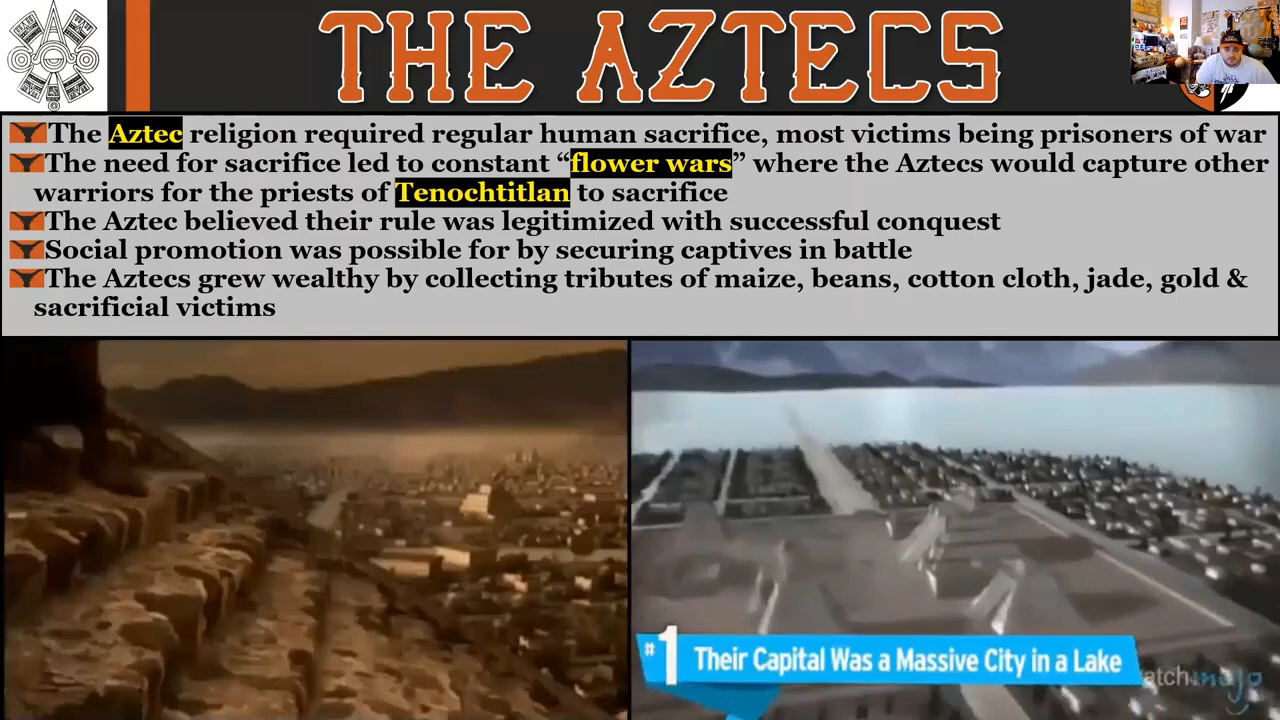 THE AZTECS
The Aztec religion required regular human sacrifice, most victims being prisoners of war
The need for sacrifice led to constant “flower wars” where the Aztecs would capture other
warriors for the priests of Tenochtitlan to sacrifice
The Aztec believed their rule was legitimized with successful conquest
Social promotion was possible for by securing captives in battle
The Aztecs grew wealthy by collecting tributes of maize, beans, cotton cloth, jade, gold &
sacrificial victims
#1 Their Capital Was a Massive City in a Lake
atchmojo